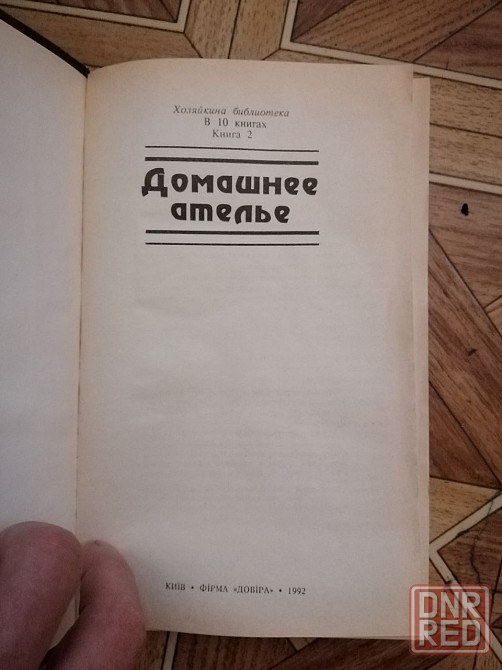 Хозяйкина библиотека
В 10 книгах
Книга 2
Домашнее
ателье
КИЇВ • ФІРМА «ДОВІРА» • 1992
DNR
RED